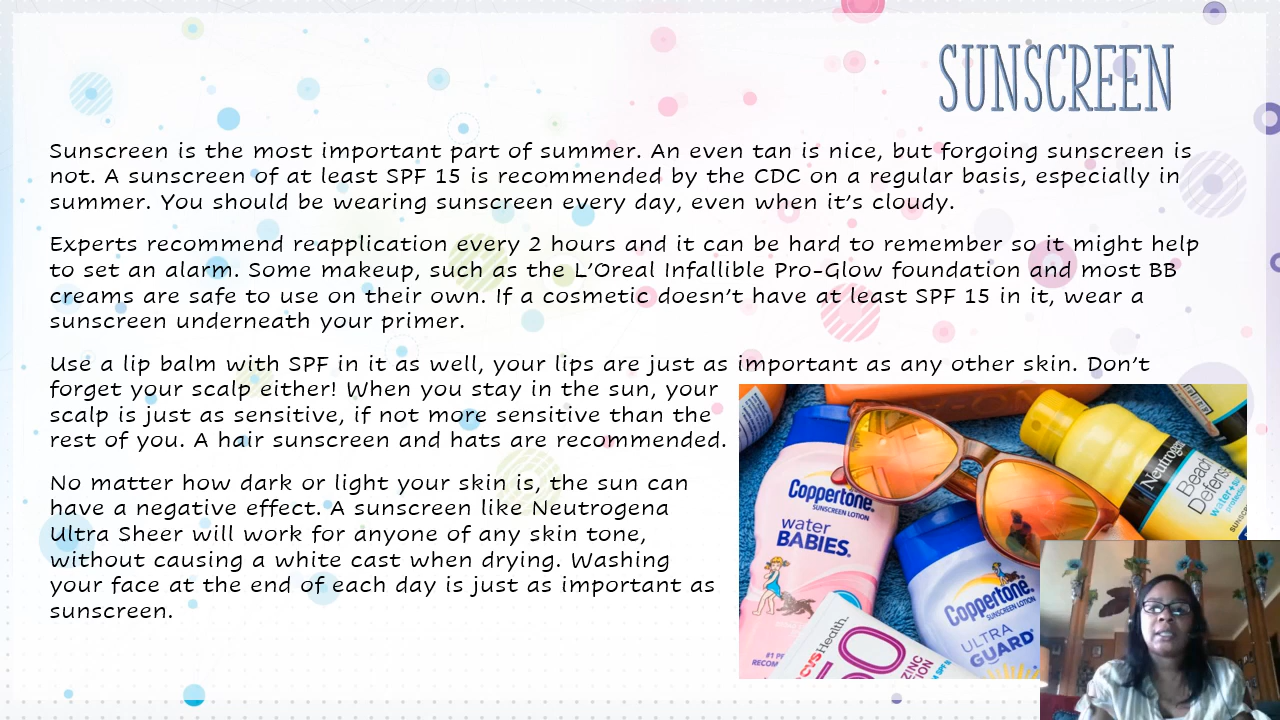 SUNSCREEN
Sunscreen is the most important part of summer. An even tan is nice, but forgoing sunscreen is
not. A sunscreen of at least SPF 15 is recommended by the CDC on a regular basis, especially in
summer. You should be wearing sunscreen every day, even when it's cloudy.
Experts recommend reapplication every 2 hours and it can be hard to remember so it might help
to set an alarm. Some makeup, such as the L'Oreal Infallible Pro-Glow foundation and most BB
creams are safe to use on their own. If a cosmetic doesn't have at least SPF 15 in it, wear a
sunscreen underneath your primer.
Use a lip balm with SPF in it as well, your lips are just as important as any other skin. Don't
forget your scalp either! When you stay in the sun, your
scalp is just as sensitive, if not more sensitive than the
rest of you. A hair sunscreen and hats are recommended.
No matter how dark or light your skin is, the sun can
have a negative effect. A sunscreen like Neutrogena
Ultra Sheer will work for anyone of any skin tone,
without causing a white cast when drying. Washing
your face at the end of each day is just as important as
sunscreen.
Coppertone
SUNSCREEN LOTION
water
BABIES
Neutrogena
Beach
Defense
water+sun
Coppertone
SUNSCREEN LOTION
ULTRA
GUARD
CVS Health
50
#1